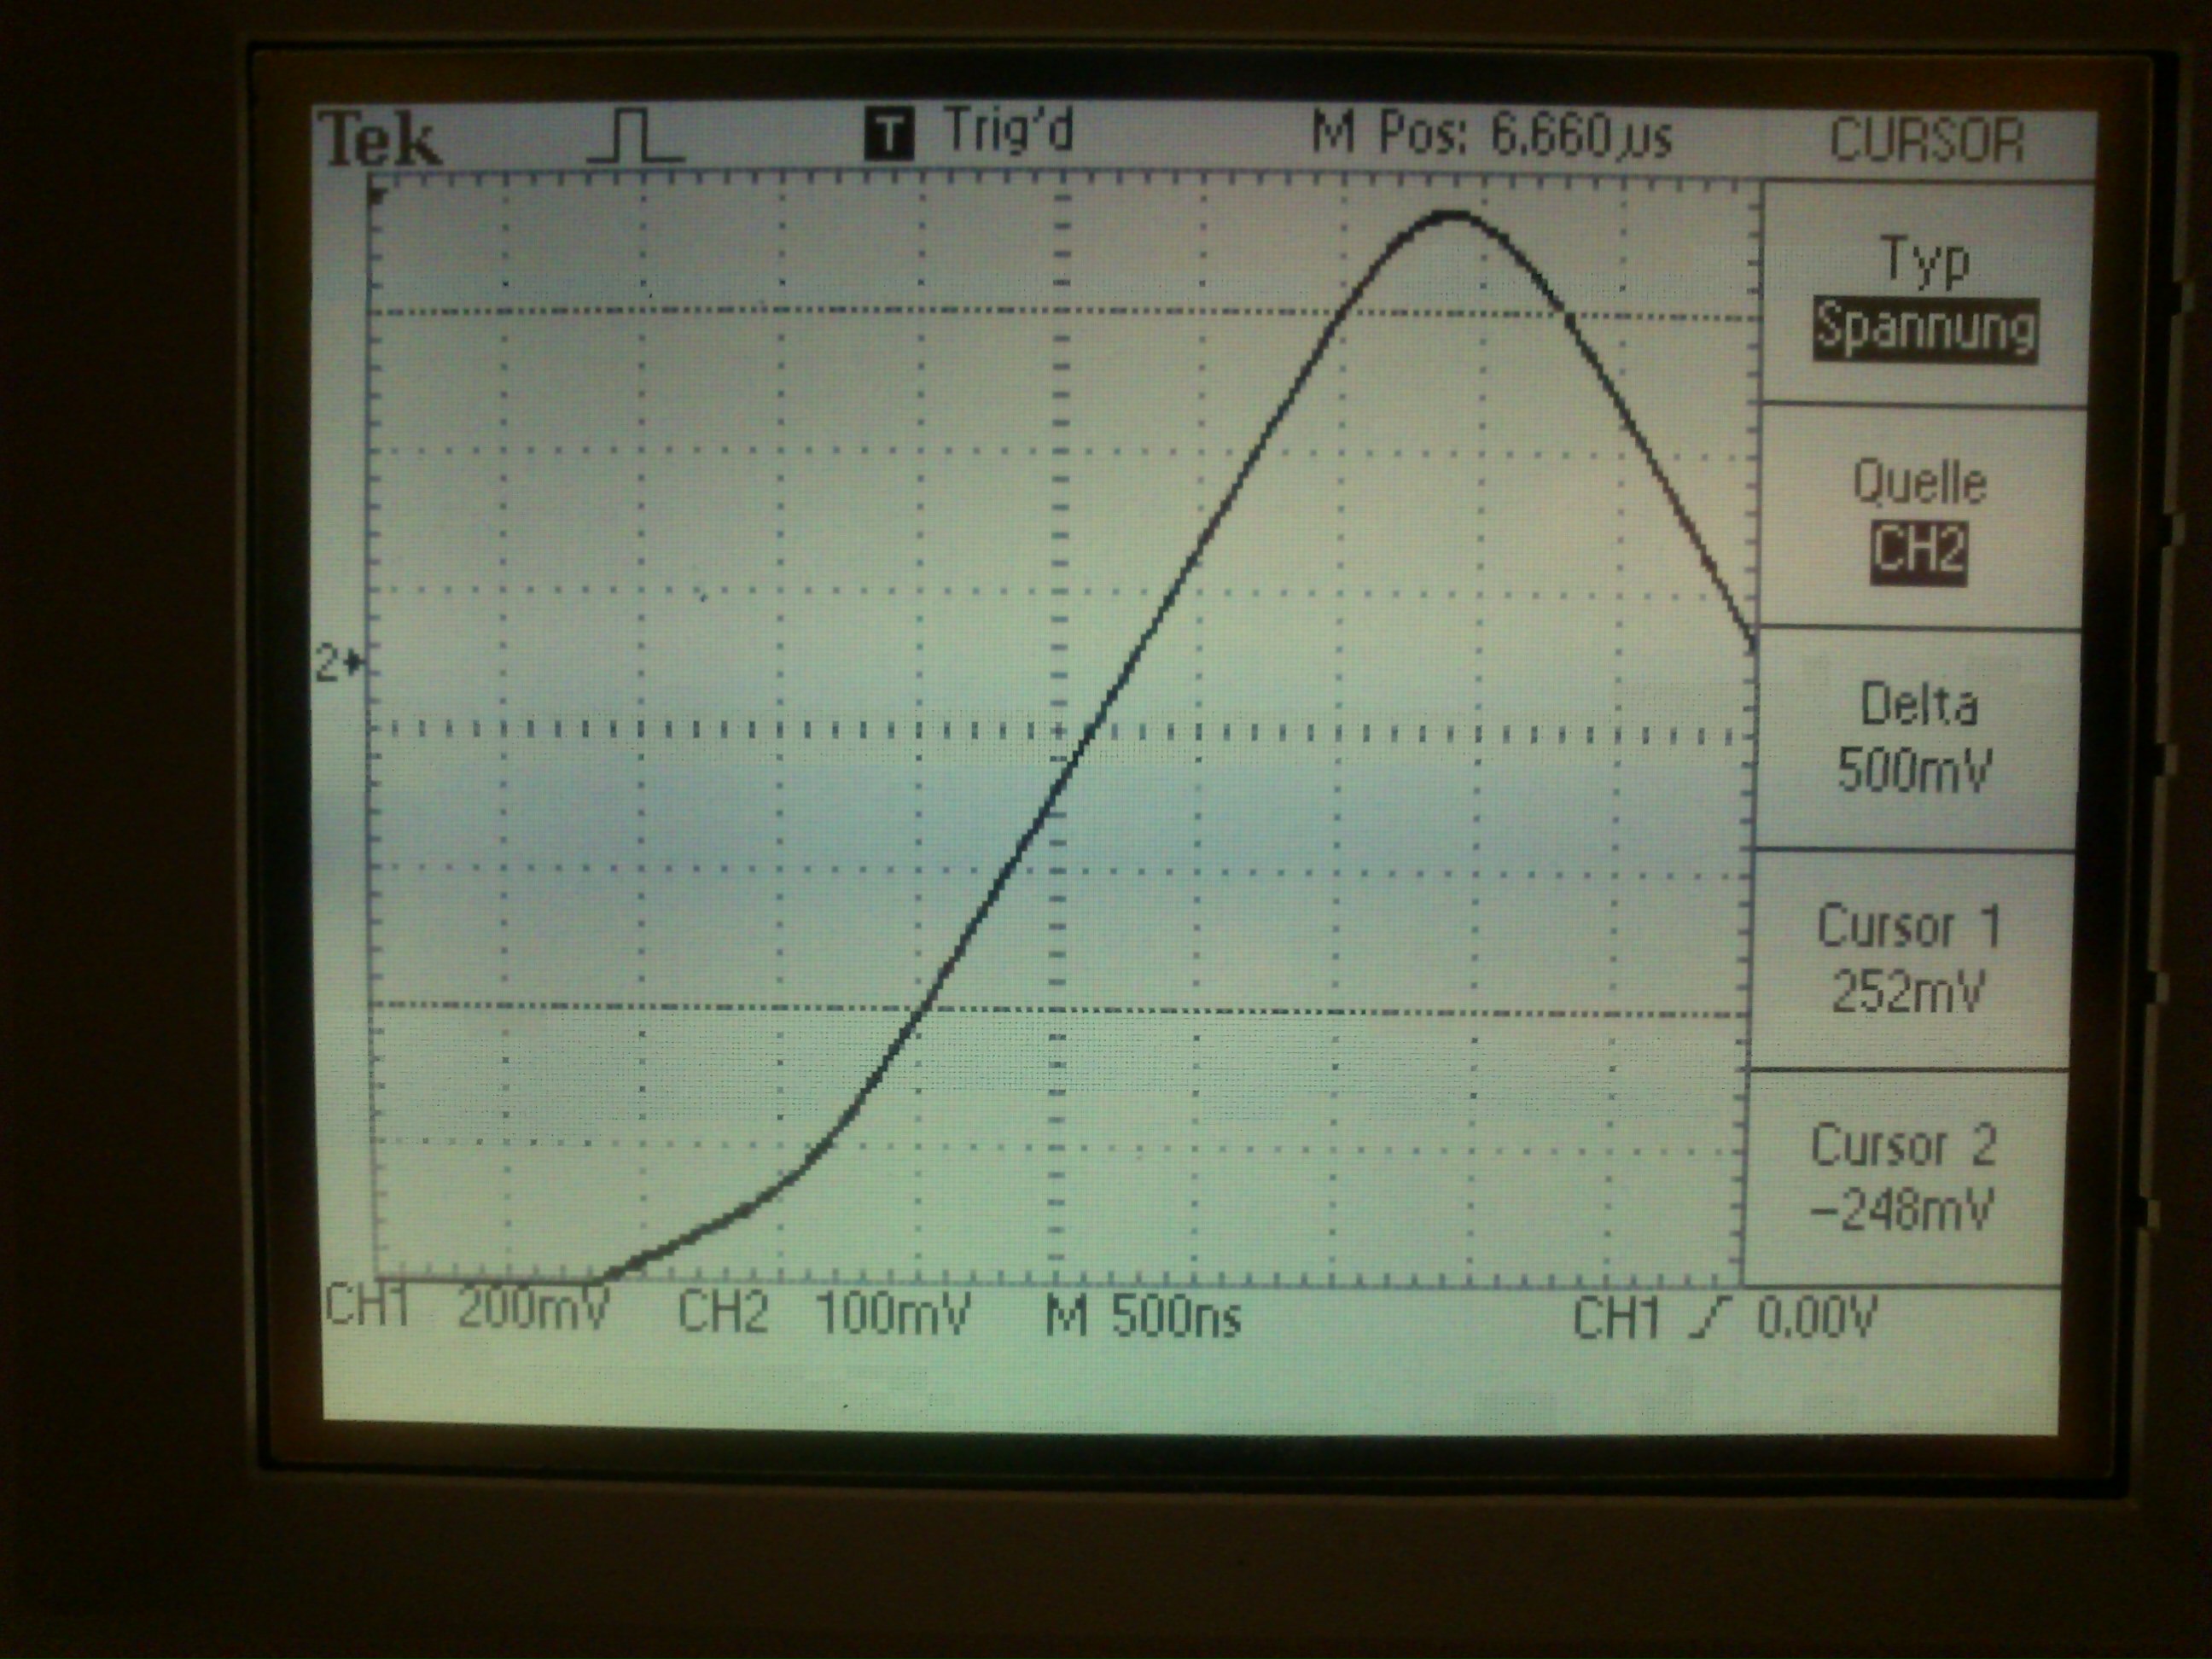 Tek T Trig'd M Pos: 6.660µs CURSOR
Typ
Spannung
Quelle
CH2
2
Delta
500mV
Cursor 1
252mV
Cursor 2
-248mV
CH1 200mV CH2 100mV M 500ns CH1 0.00V